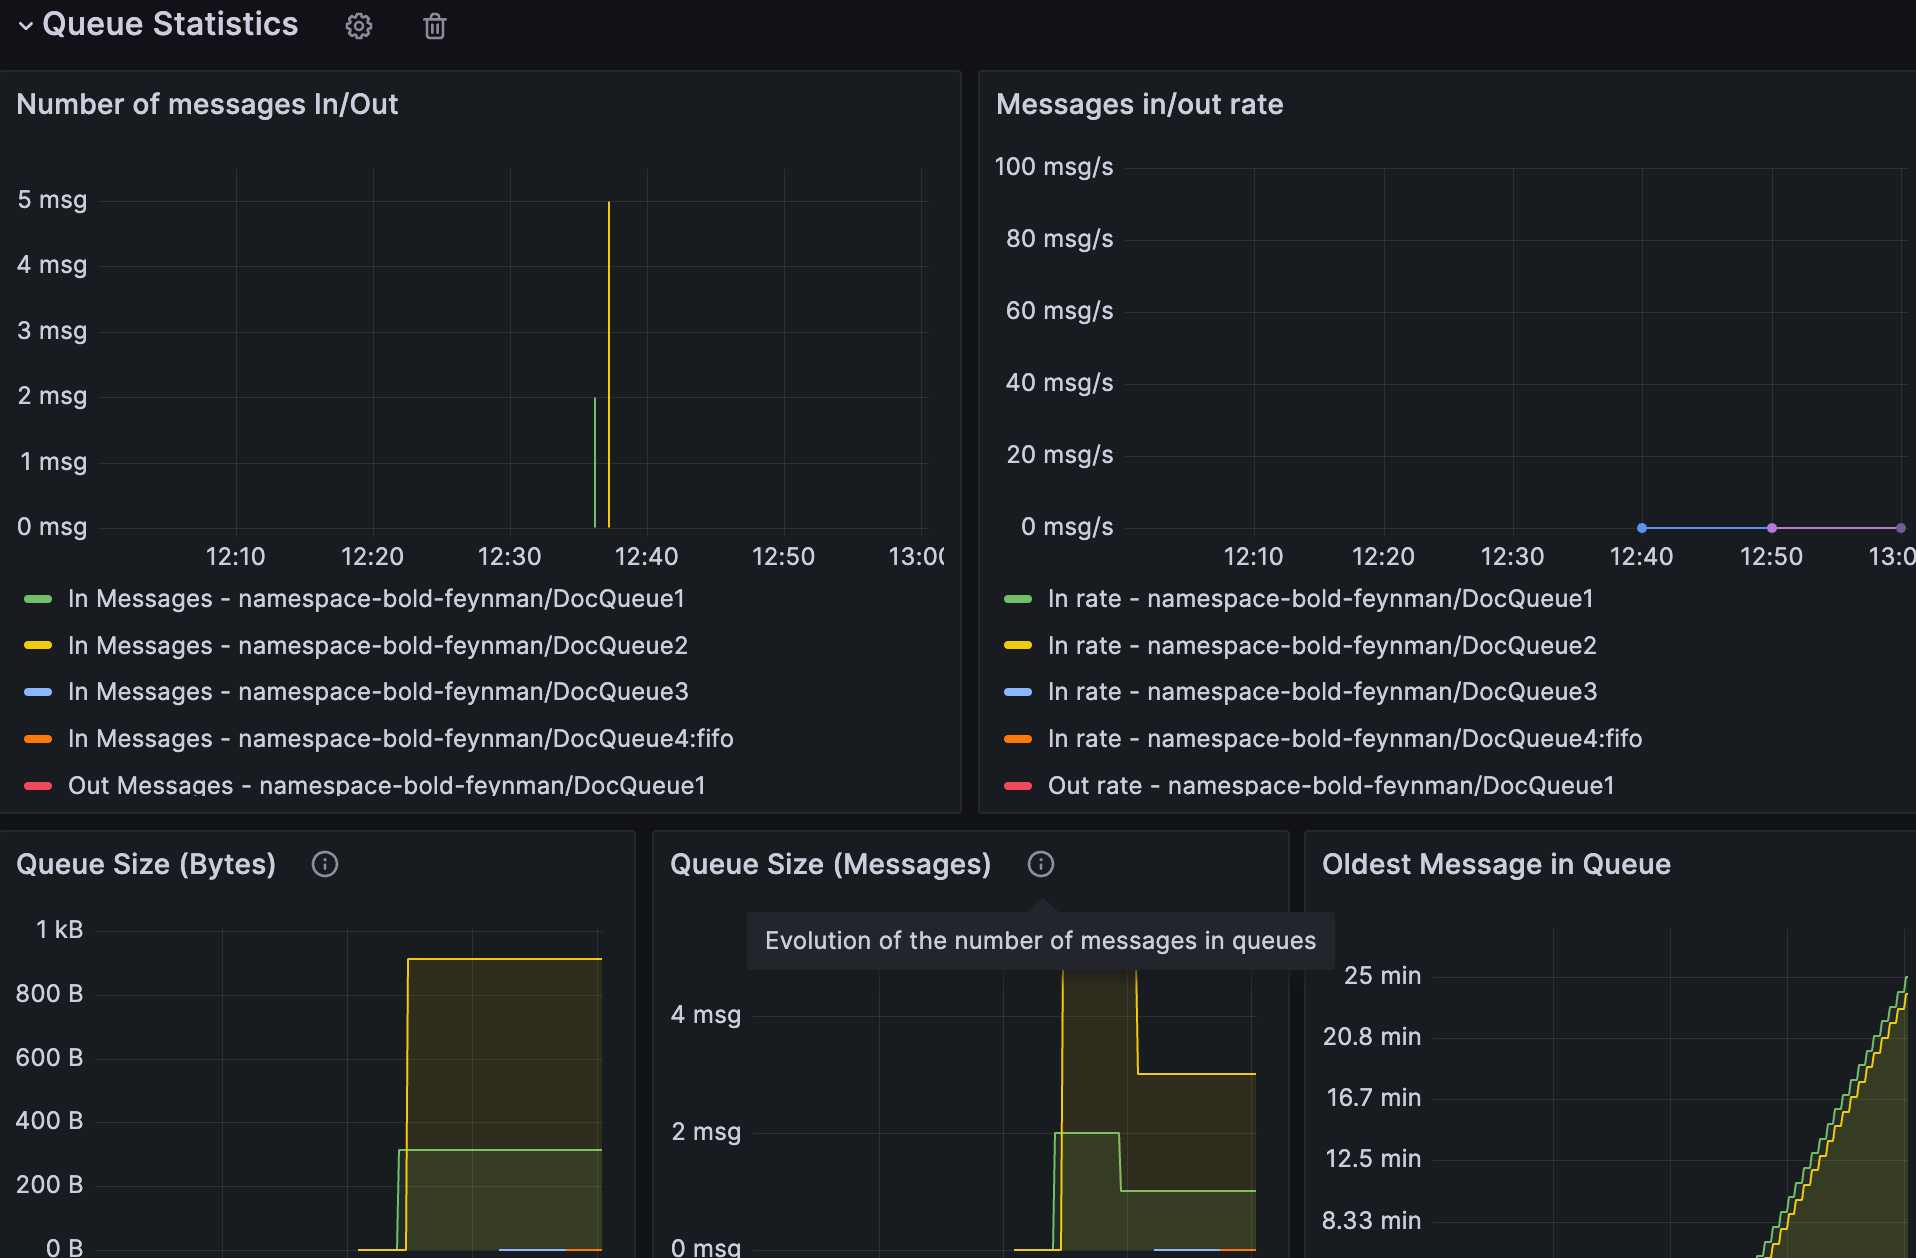 Queue Statistics
Number of messages In/Out
5 msg
4 msg
3 msg
2 msg
1 msg
0 msg
12:10 12:20 12:30 12:40 12:50 13:00
In Messages - namespace-bold-feynman/DocQueue1
In Messages - namespace-bold-feynman/DocQueue2
In Messages - namespace-bold-feynman/DocQueue3
In Messages - namespace-bold-feynman/DocQueue4:fifo
Out Messages - namespace-bold-feynman/DocQueue1
Messages in/out rate
100 msg/s
80 msg/s
60 msg/s
40 msg/s
20 msg/s
0 msg/s
12:10 12:20 12:30 12:40 12:50 13:0
In rate - namespace-bold-feynman/DocQueue1
In rate - namespace-bold-feynman/DocQueue2
In rate - namespace-bold-feynman/DocQueue3
In rate - namespace-bold-feynman/DocQueue4:fifo
Out rate - namespace-bold-feynman/DocQueue1
Queue Size (Bytes)
1 kB
800 B
600 B
400 B
200 B
0 B
Queue Size (Messages)
Evolution of the number of messages in queues
4 msg
2 msg
0 msg
Oldest Message in Queue
25 min
20.8 min
16.7 min
12.5 min
8.33 min